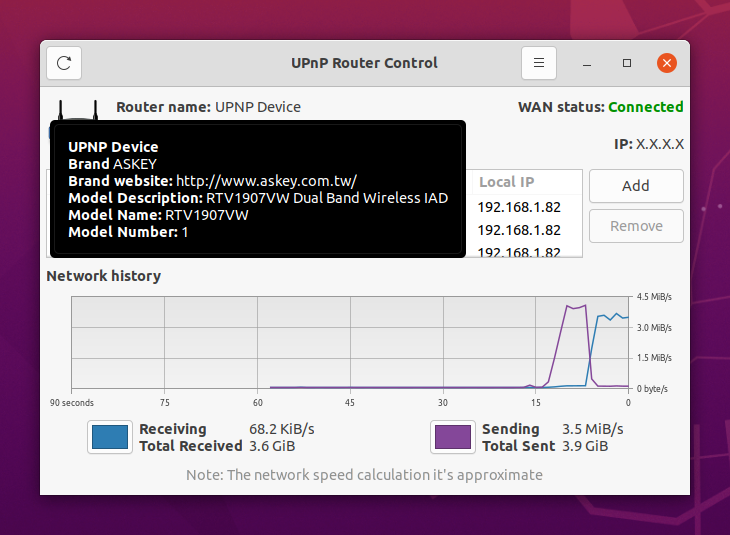 UPnP Router Control
Router name: UPNP Device
WAN status: Connected
IP: X.X.X.X
UPNP Device
Brand ASKEY
Brand website: http://www.askey.com.tw/
Model Description: RTV1907VW Dual Band Wireless IAD
Model Name: RTV1907VW
Model Number: 1
Local IP
192.168.1.82
192.168.1.82
192.168.1.82
Add
Remove
Network history
4.5 MiB/s
3.0 MiB/s
1.5 MiB/s
0 byte/s
90 seconds 75 60 45 30 15 0
Receiving 68.2 KiB/s
Total Received 3.6 GiB
Sending 3.5 MiB/s
Total Sent 3.9 GiB
Note: The network speed calculation it's approximate